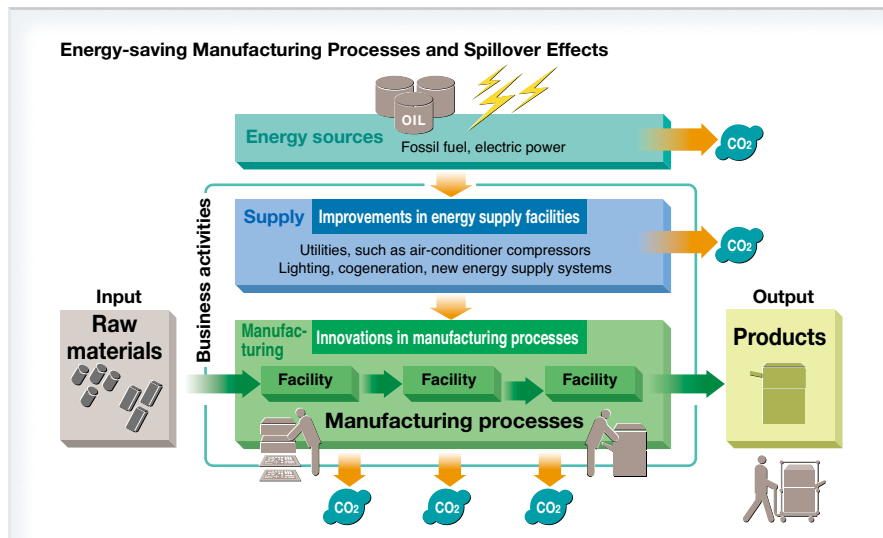 Energy-saving Manufacturing Processes and Spillover Effects
OIL
Energy sources
Fossil fuel, electric power
CO2
Business activities
Supply
Improvements in energy supply facilities
Utilities, such as air-conditioner compressors
Lighting, cogeneration, new energy supply systems
CO2
Input
Raw
materials
Manufac-
turing
Innovations in manufacturing processes
Facility
Facility
Facility
Manufacturing processes
Output
Products
CO2
CO2
CO2